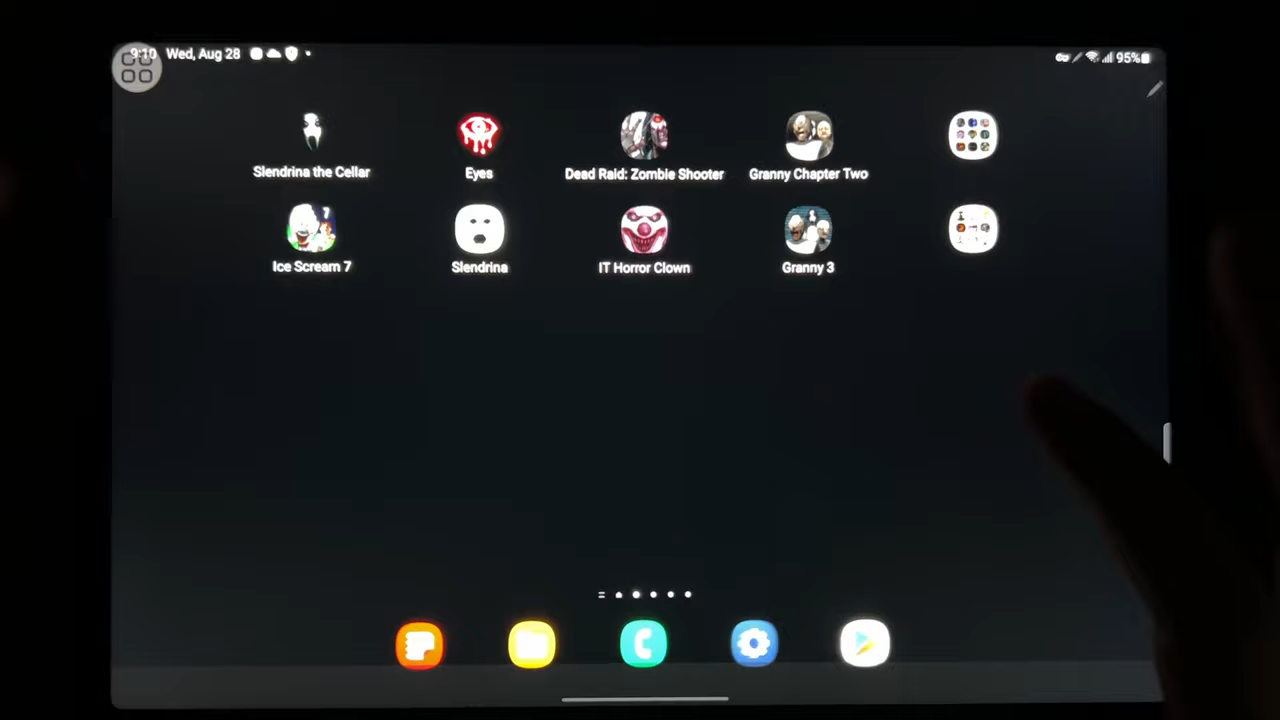 9:10 Wed, Aug 28
95%
Slendrina the Cellar
Eyes
Dead Raid: Zombie Shooter
Granny Chapter Two
7
Ice Scream 7
Slendrina
IT Horror Clown
Granny 3